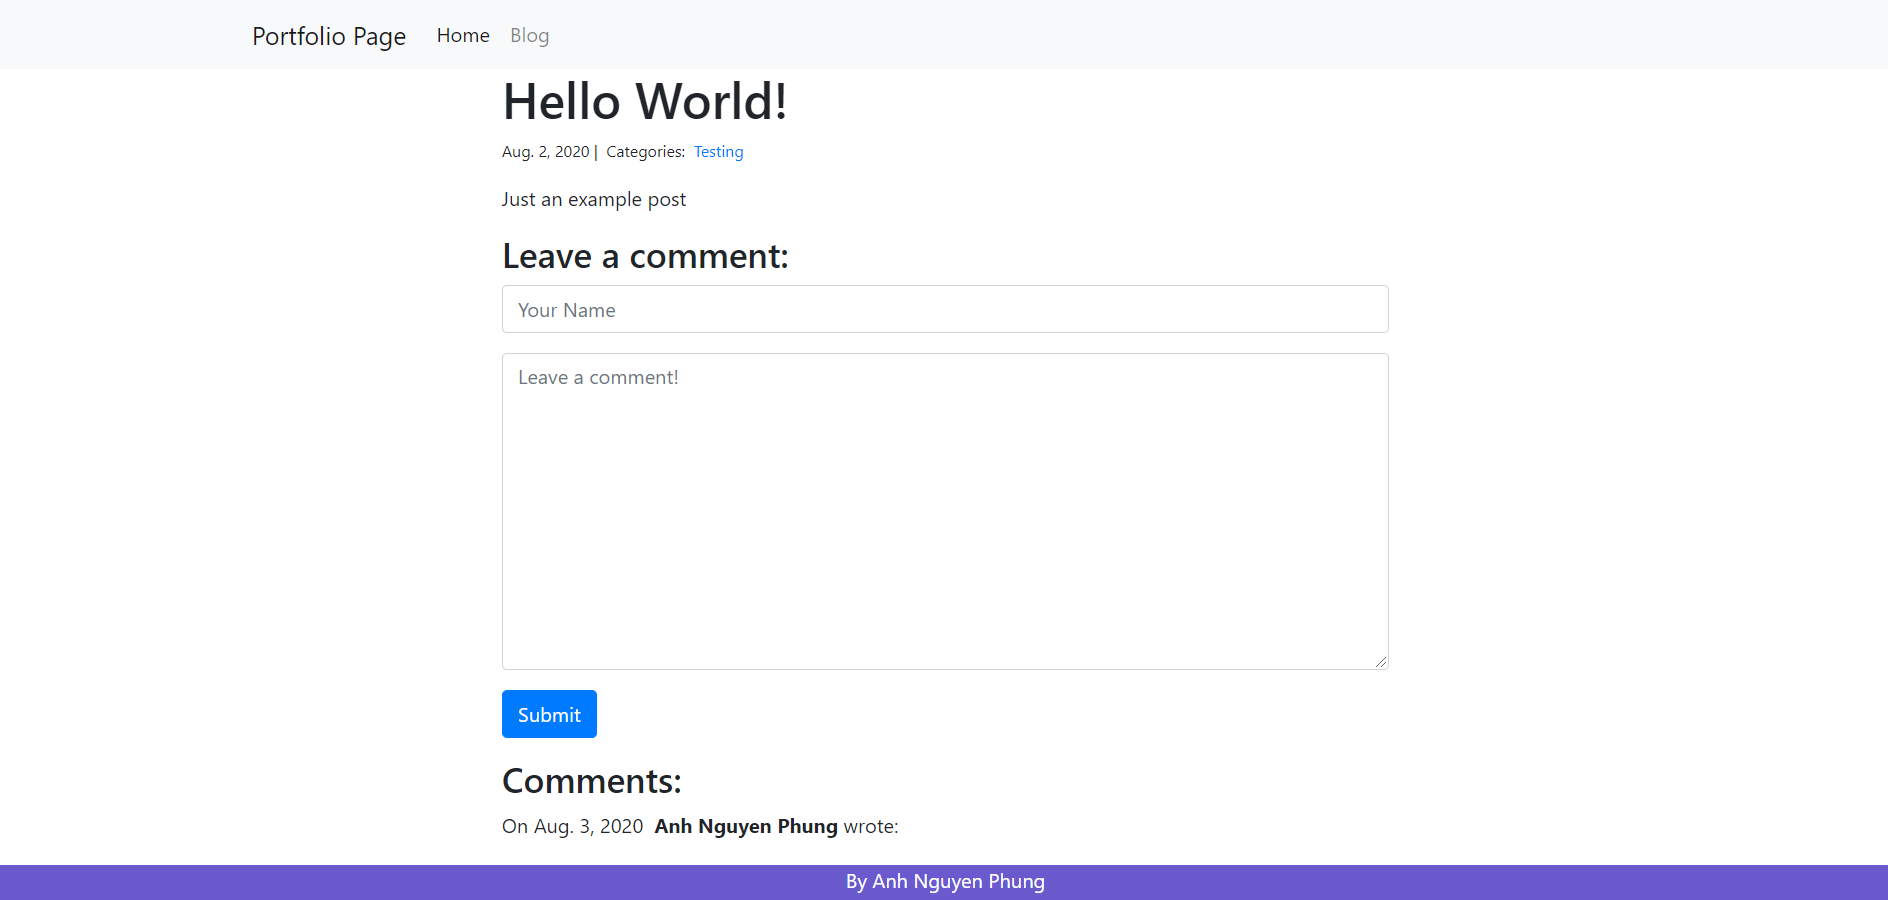 Portfolio Page Home Blog
Hello World!
Aug. 2, 2020 | Categories: Testing
Just an example post
Leave a comment:
Your Name
Leave a comment!
Submit
Comments:
On Aug. 3, 2020 Anh Nguyen Phung wrote:
By Anh Nguyen Phung